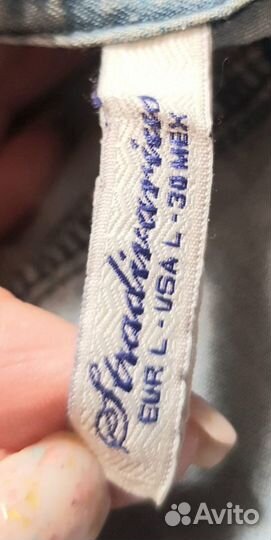 Stradivarius
EUR L - USA L - 30 MEX
Avito